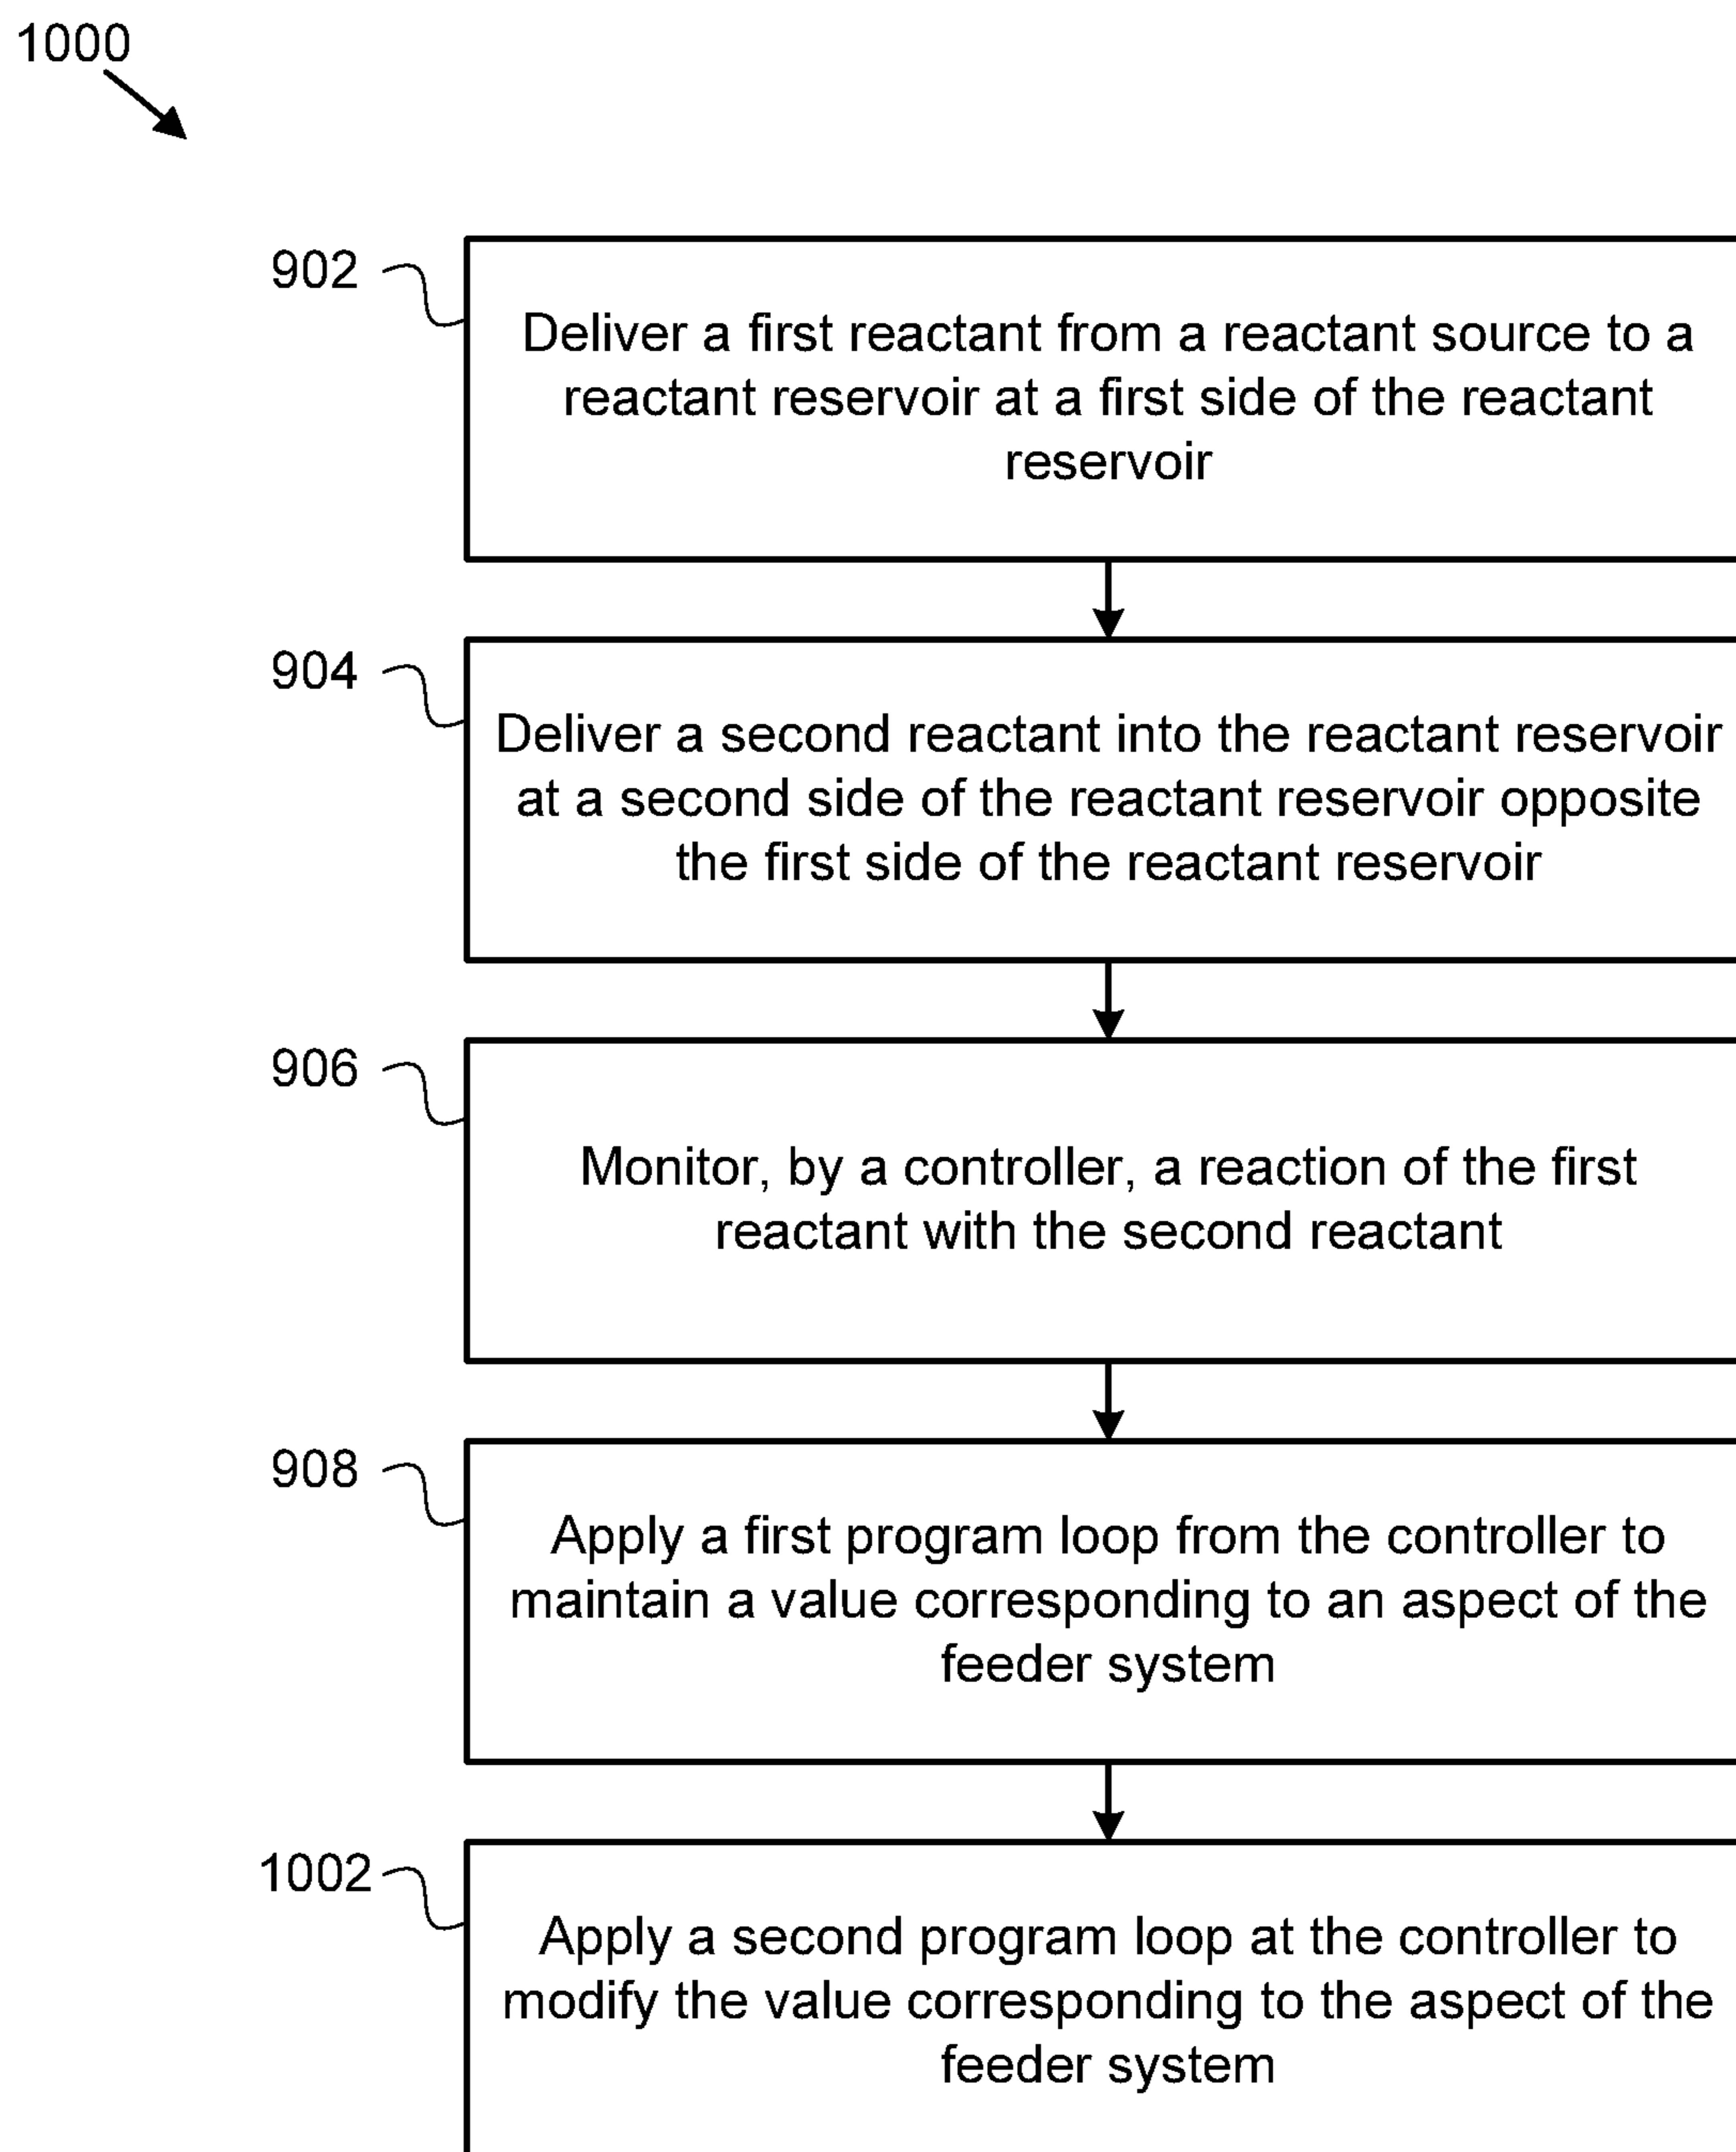 1000
902
Deliver a first reactant from a reactant source to a
reactant reservoir at a first side of the reactant
reservoir
904
Deliver a second reactant into the reactant reservoir
at a second side of the reactant reservoir opposite
the first side of the reactant reservoir
906
Monitor, by a controller, a reaction of the first
reactant with the second reactant
908
Apply a first program loop from the controller to
maintain a value corresponding to an aspect of the
feeder system
1002
Apply a second program loop at the controller to
modify the value corresponding to the aspect of the
feeder system